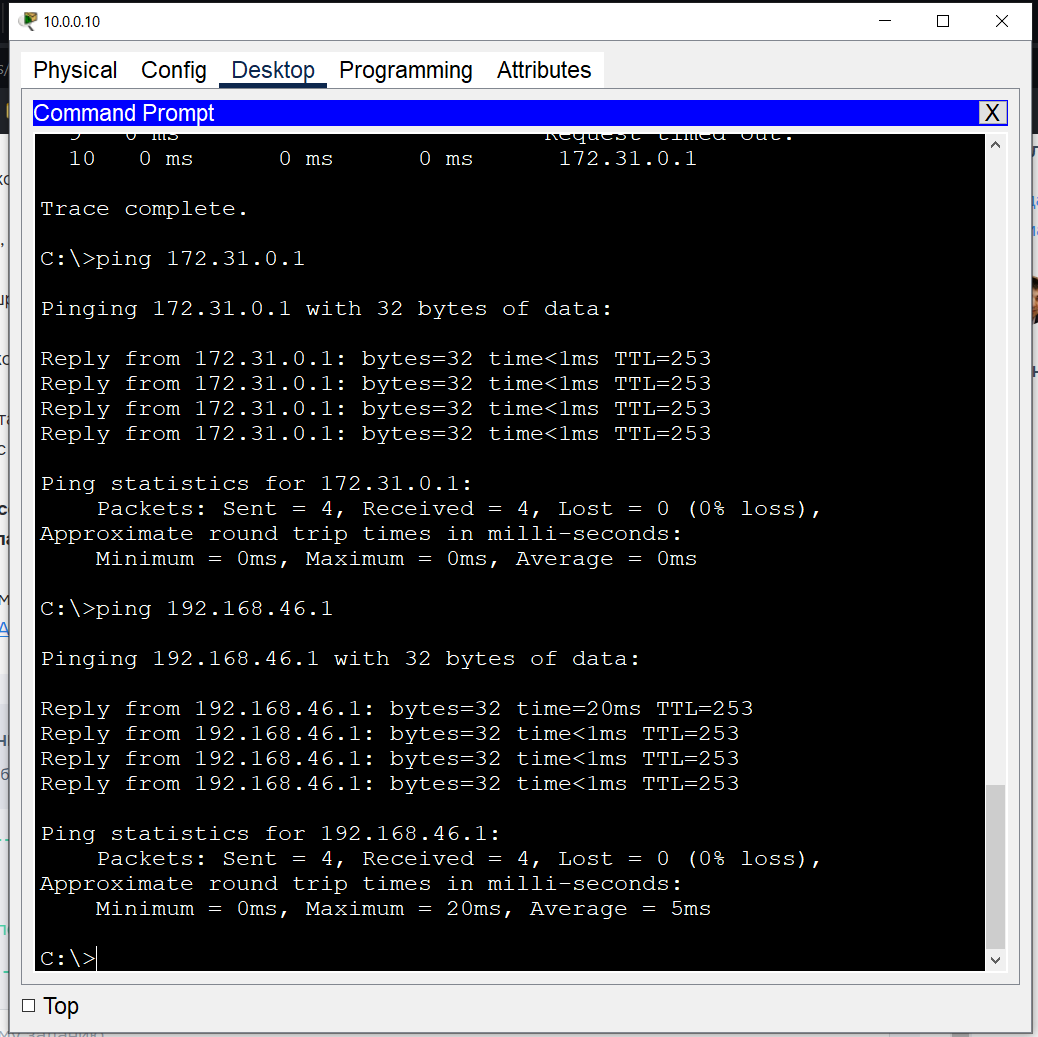 10.0.0.10
Physical Config Desktop Programming Attributes
Command Prompt X
9 0 ms Request timed out.
10 0 ms 0 ms 0 ms 172.31.0.1
Trace complete.
C:\>ping 172.31.0.1
Pinging 172.31.0.1 with 32 bytes of data:
Reply from 172.31.0.1: bytes=32 time<1ms TTL=253
Reply from 172.31.0.1: bytes=32 time<1ms TTL=253
Reply from 172.31.0.1: bytes=32 time<1ms TTL=253
Reply from 172.31.0.1: bytes=32 time<1ms TTL=253
Ping statistics for 172.31.0.1:
Packets: Sent = 4, Received = 4, Lost = 0 (0% loss),
Approximate round trip times in milli-seconds:
Minimum = 0ms, Maximum = 0ms, Average = 0ms
C:\>ping 192.168.46.1
Pinging 192.168.46.1 with 32 bytes of data:
Reply from 192.168.46.1: bytes=32 time=20ms TTL=253
Reply from 192.168.46.1: bytes=32 time<1ms TTL=253
Reply from 192.168.46.1: bytes=32 time<1ms TTL=253
Reply from 192.168.46.1: bytes=32 time<1ms TTL=253
Ping statistics for 192.168.46.1:
Packets: Sent = 4, Received = 4, Lost = 0 (0% loss),
Approximate round trip times in milli-seconds:
Minimum = 0ms, Maximum = 20ms, Average = 5ms
C:\>
Top